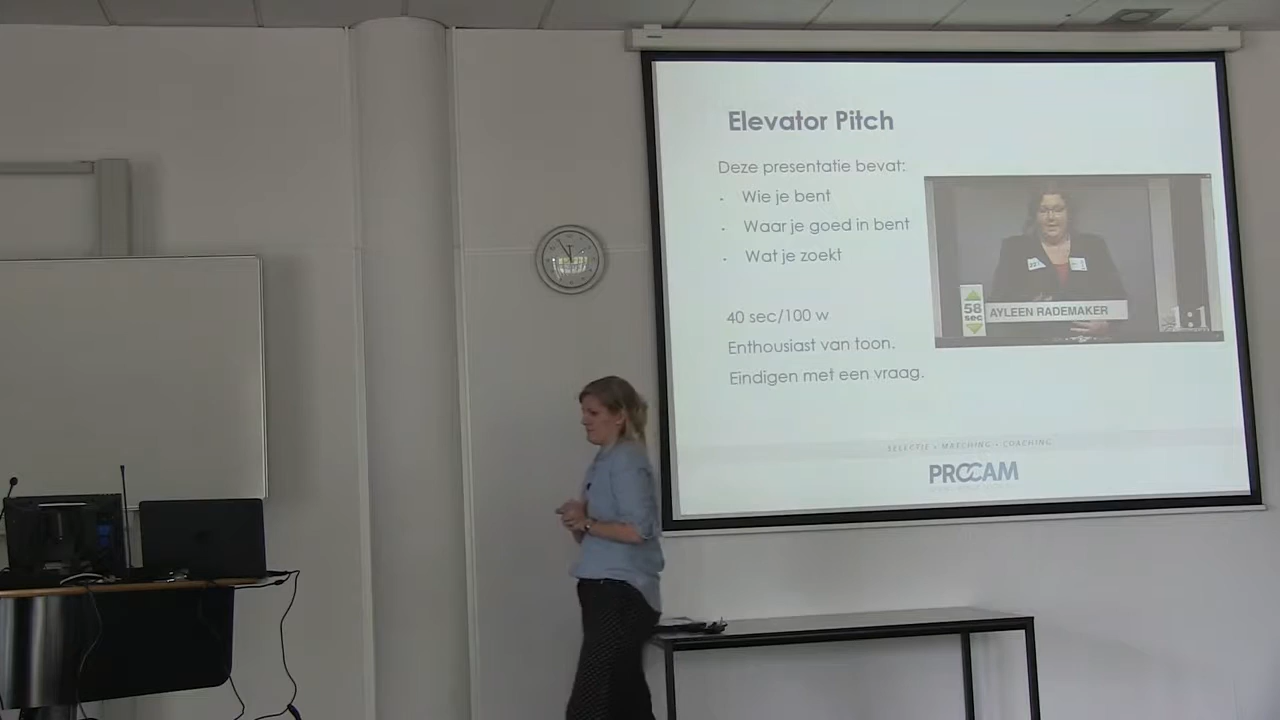 Elevator Pitch
Deze presentatie bevat:
Wie je bent
Waar je goed in bent
Wat je zoekt
40 sec/100 w
Enthousiast van toon.
Eindigen met een vraag.
58
sec
AYLEEN RADEMAKER
1:1
SELECTIE • MATCHING • COACHING
PROCAM